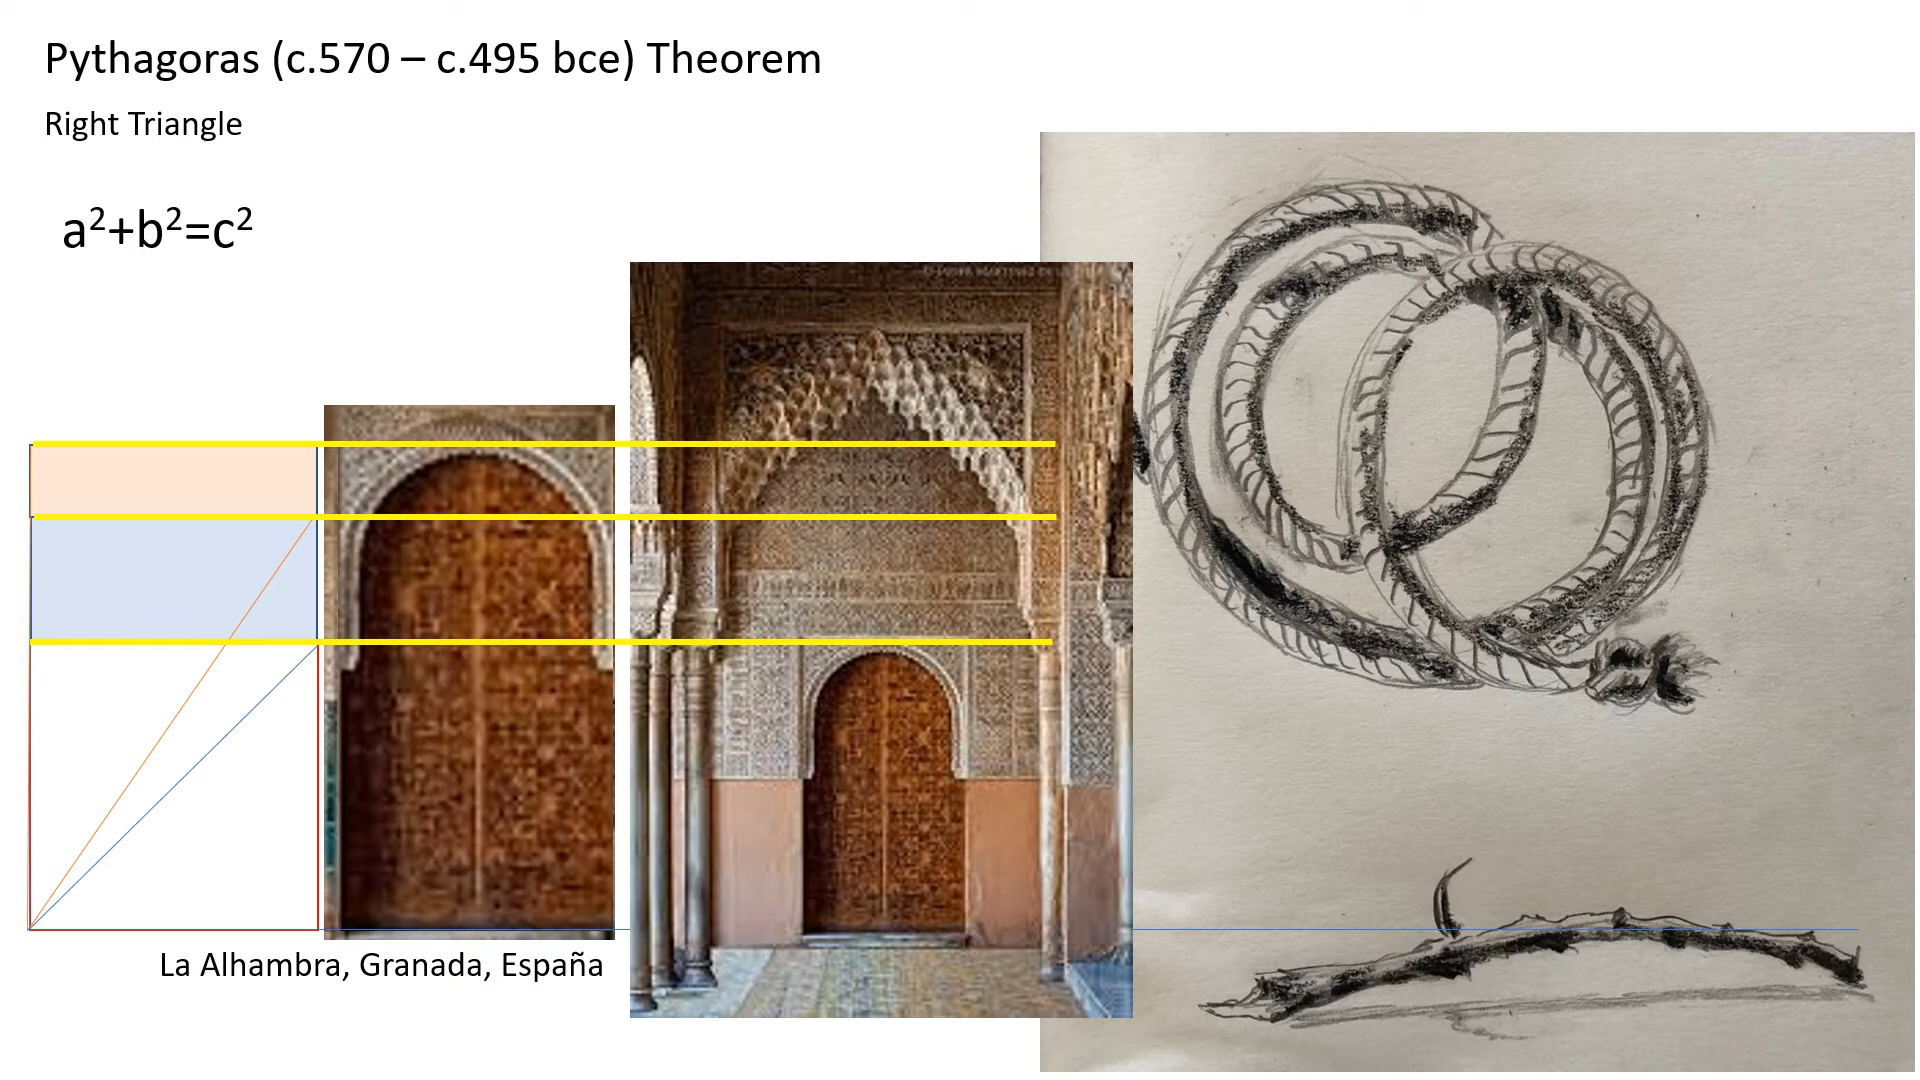 Pythagoras (c.570 – c.495 bce) Theorem
Right Triangle
a²+b²=c²
La Alhambra, Granada, España